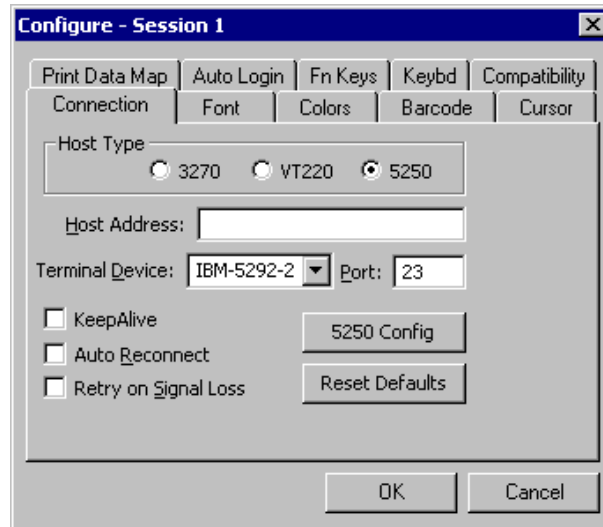 Configure - Session 1
Print Data Map Auto Login Fn Keys Keybd Compatibility
Connection Font Colors Barcode Cursor
Host Type
3270 VT220 5250
Host Address:
Terminal Device: IBM-5292-2 Port: 23
KeepAlive
5250 Config
Auto Reconnect
Reset Defaults
Retry on Signal Loss
OK Cancel